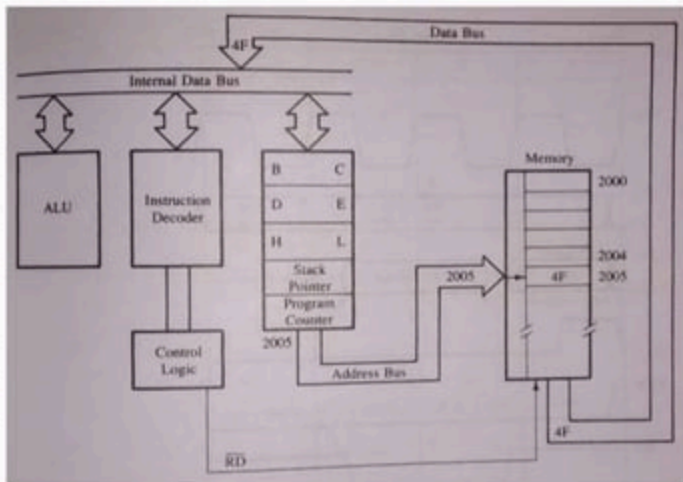 4F
Data Bus
Internal Data Bus
ALU
Instruction
Decoder
B C
D E
H L
Stack
Pointer
Program
Counter
2005
Control
Logic
RD
Address Bus
2005
Memory
2000
2004
4F 2005
4F